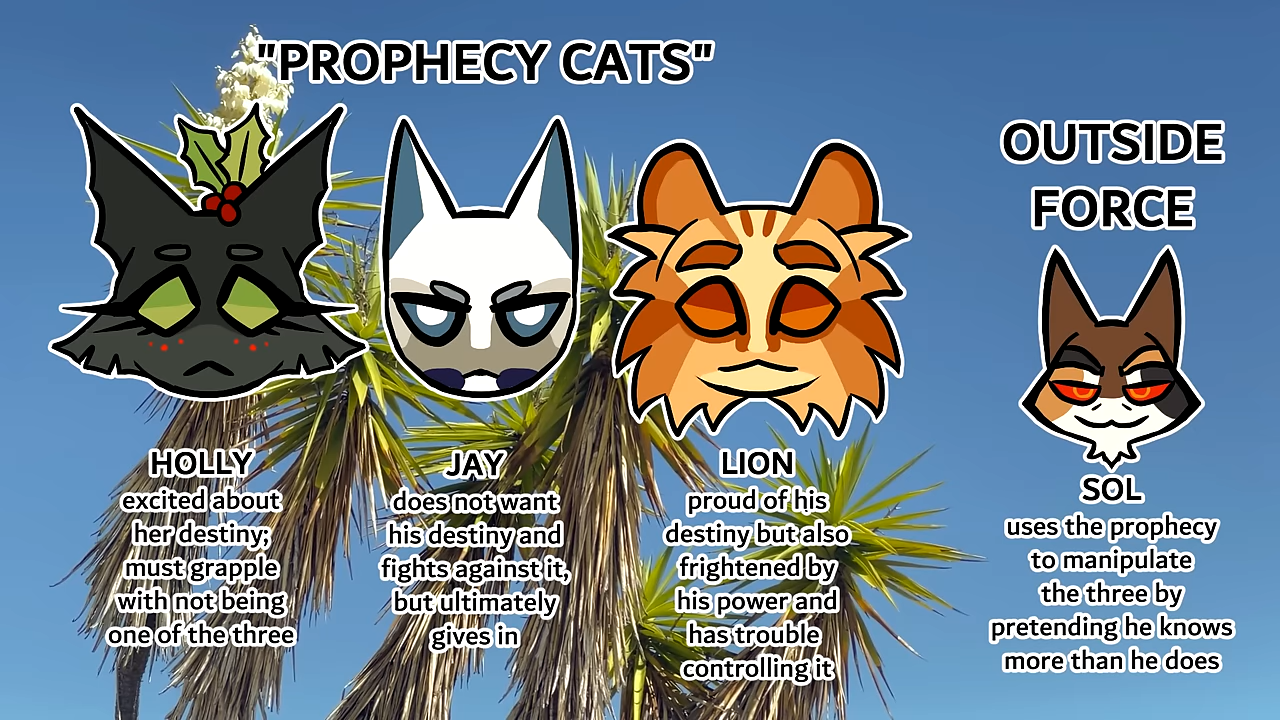 "PROPHECY CATS"
HOLLY
excited about
her destiny;
must grapple
with not being
one of the three
JAY
does not want
his destiny and
fights against it,
but ultimately
gives in
LION
proud of his
destiny but also
frightened by
his power and
has trouble
controlling it
OUTSIDE
FORCE
SOL
uses the prophecy
to manipulate
the three by
pretending he knows
more than he does